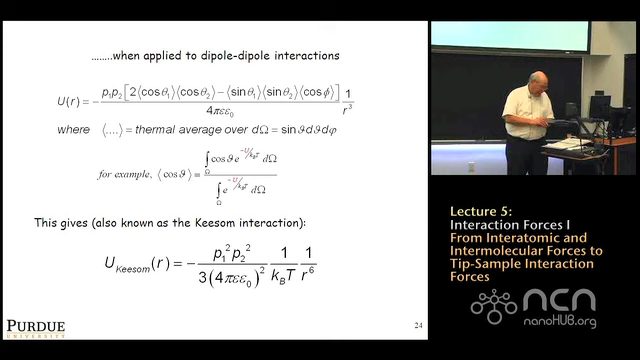 ........when applied to dipole-dipole interactions
U(r) = − p₁p₂[2⟨cosθ₁⟩⟨cosθ₂⟩−⟨sinθ₁⟩⟨sinθ₂⟩⟨cosϕ⟩] / 4πεε₀ 1/r³
where ⟨....⟩ = thermal average over dΩ = sinϑdϑdφ
for example, ⟨cosϑ⟩ = ∫_Ω cosϑ e^(−U/k_BT) dΩ / ∫_Ω e^(−U/k_BT) dΩ
This gives (also known as the Keesom interaction):
U_Keesom(r) = − p₁²p₂² / 3(4πεε₀)² 1/k_BT 1/r⁶
PURDUE
UNIVERSITY
24
Lecture 5:
Interaction Forces I
From Interatomic and
Intermolecular Forces to
Tip-Sample Interaction
Forces
ncn
nanoHUB.org